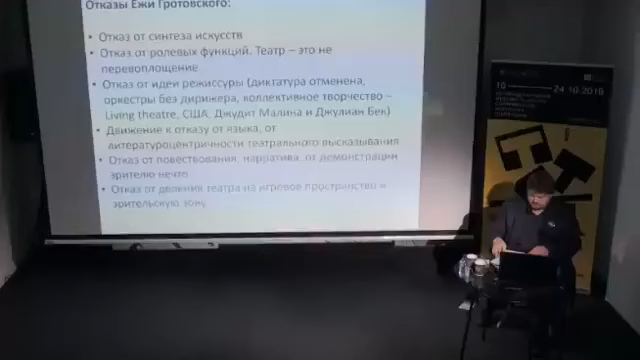 Отказы Ежи Гротовского:
• Отказ от синтеза искусств
• Отказ от ролевых функций. Театр – это не
перевоплощение
• Отказ от идеи режиссуры (диктатура отменена,
оркестры без дирижера, коллективное творчество –
Living theatre, США, Джудит Малина и Джулиан Бек)
• Движение к отказу от языка, от
литературоцентричности театрального высказывания
• Отказ от повествования, нарратива, от демонстрации
зрителю нечто
• Отказ от деления театра на игровое пространство и
зрительскую зону
24.10.2018